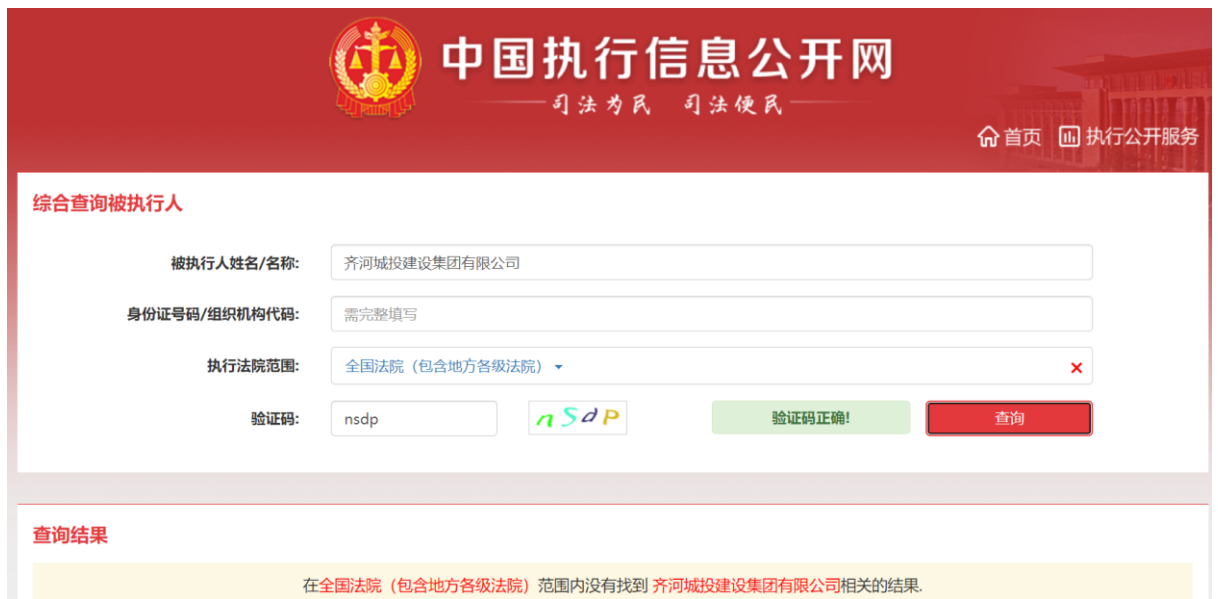 中国执行信息公开网
司法为民 司法便民
首页 执行公开服务
综合查询被执行人
被执行人姓名/名称: 齐河城投建设集团有限公司
身份证号码/组织机构代码: 需完整填写
执行法院范围: 全国法院（包含地方各级法院）
验证码: nsdp nSdP 验证码正确! 查询
查询结果
在全国法院（包含地方各级法院）范围内没有找到 齐河城投建设集团有限公司相关的结果.